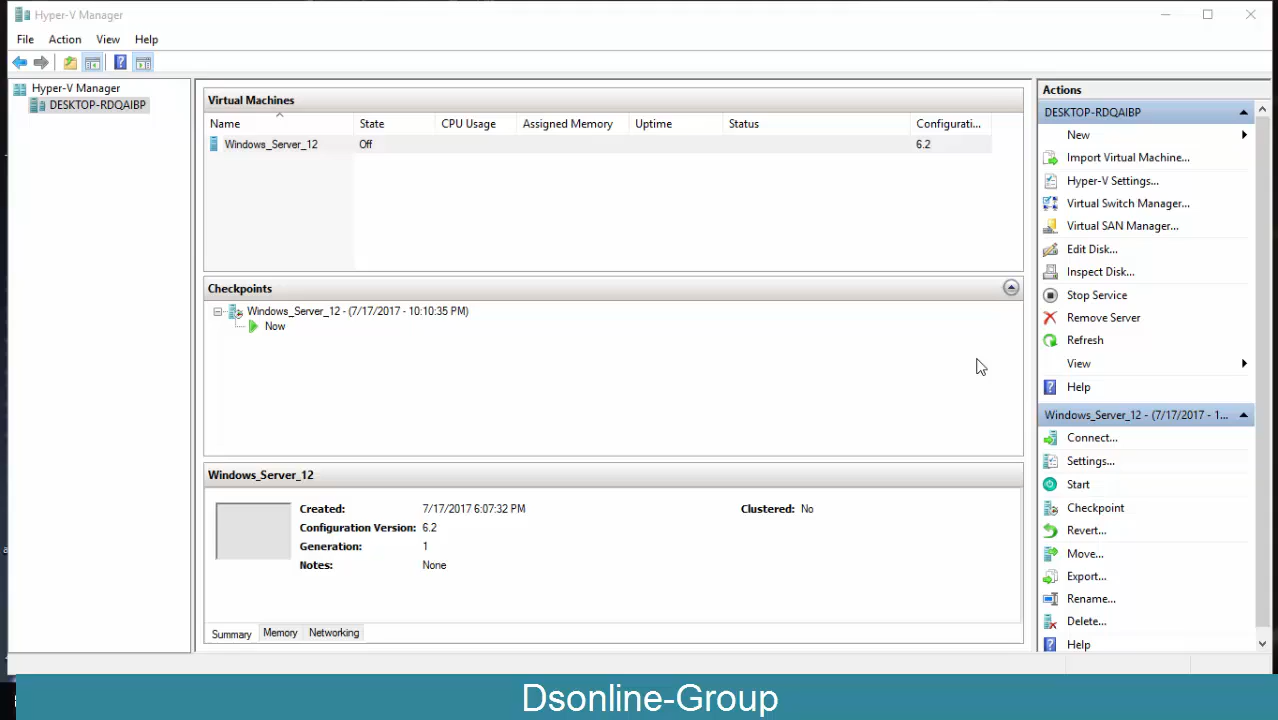 Hyper-V Manager
File Action View Help
Hyper-V Manager
DESKTOP-RDQAIBP
Virtual Machines
Name State CPU Usage Assigned Memory Uptime Status Configurati...
Windows_Server_12 Off 6.2
Checkpoints
Windows_Server_12 - (7/17/2017 - 10:10:35 PM)
Now
Windows_Server_12
Created: 7/17/2017 6:07:32 PM Clustered: No
Configuration Version: 6.2
Generation: 1
Notes: None
Summary Memory Networking
Actions
DESKTOP-RDQAIBP
New
Import Virtual Machine...
Hyper-V Settings...
Virtual Switch Manager...
Virtual SAN Manager...
Edit Disk...
Inspect Disk...
Stop Service
Remove Server
Refresh
View
Help
Windows_Server_12 - (7/17/2017 - 1...
Connect...
Settings...
Start
Checkpoint
Revert...
Move...
Export...
Rename...
Delete...
Help
Dsonline-Group